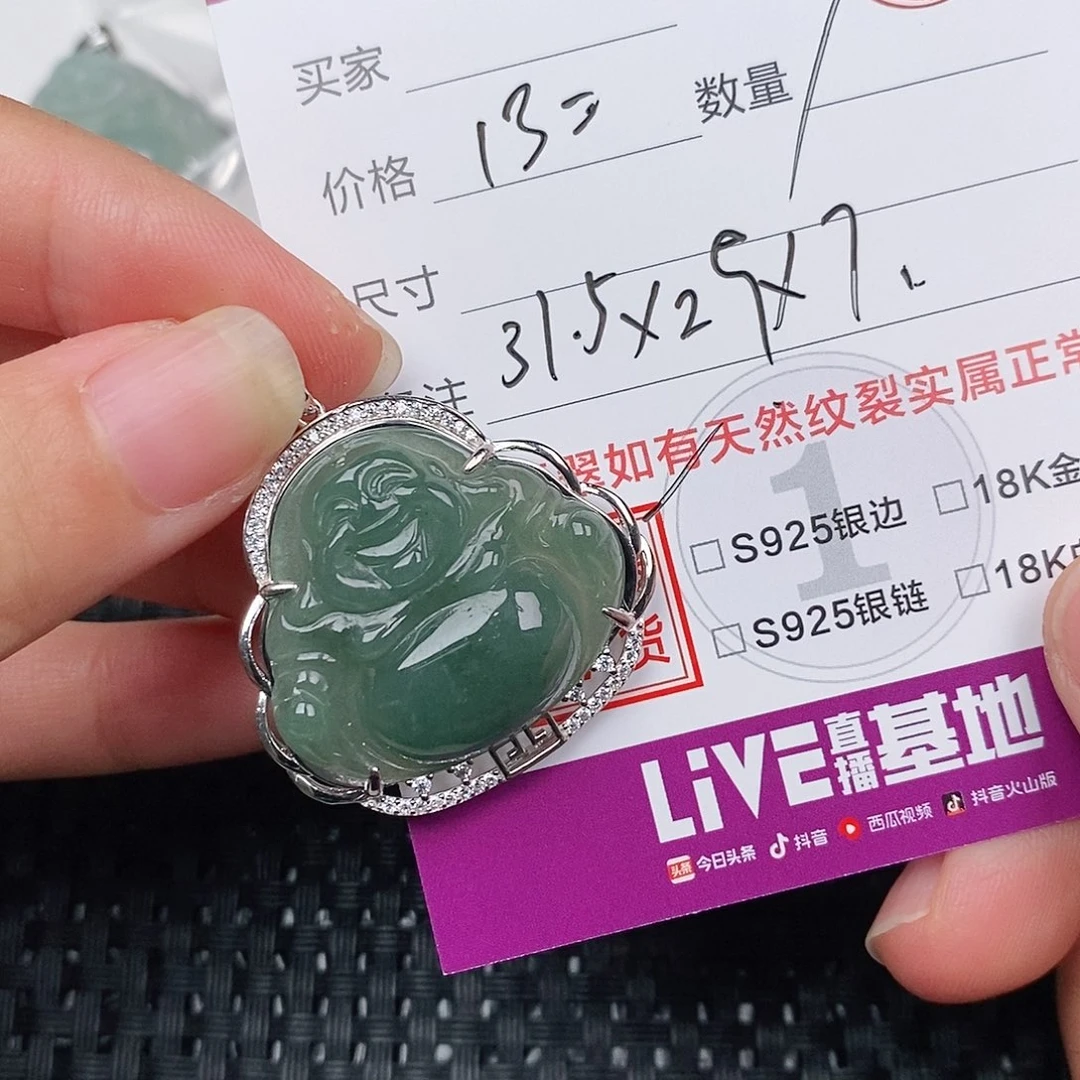 买家
价格 13= 数量
尺寸 31.5x29x7.
注
翠如有天然纹裂实属正常
1
□ S925银边 □ 18K金
□ S925银链 □ 18K
货
LiVE直播基地
头条 今日头条 抖音 西瓜视频 抖音火山版